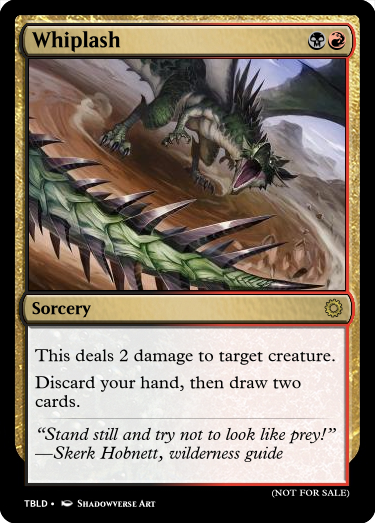 Whiplash
Sorcery
This deals 2 damage to target creature.
Discard your hand, then draw two
cards.
“Stand still and try not to look like prey!”
—Skerk Hobnett, wilderness guide
(NOT FOR SALE)
TBLD • Shadowverse Art